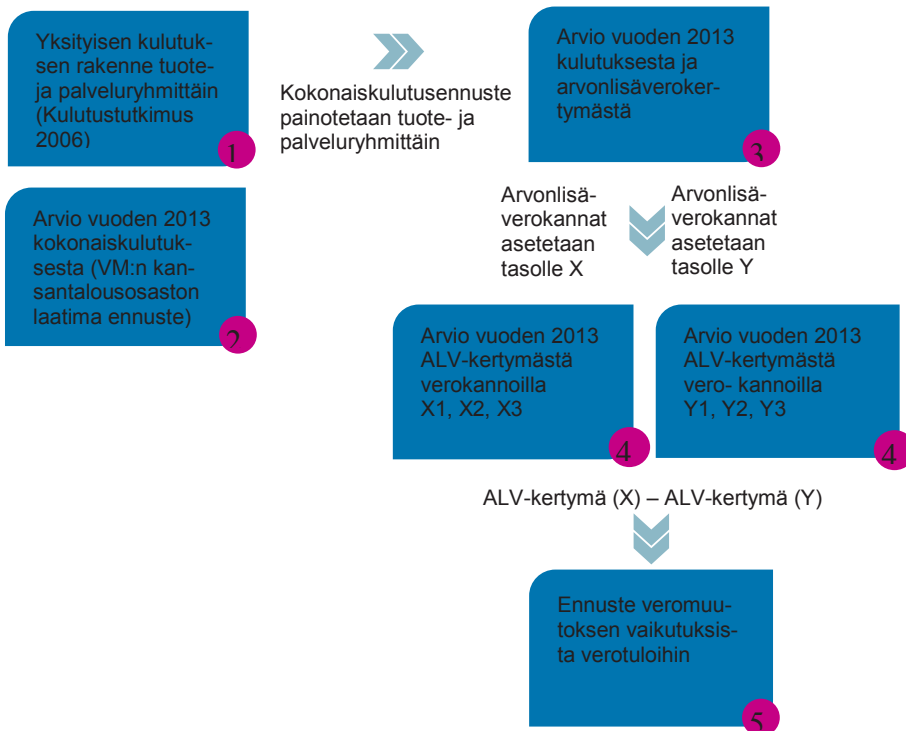 Yksityisen kulutuk-
sen rakenne tuote-
ja palveluryhmittäin
(Kulutustutkimus
2006)
1
Kokonaiskulutusennuste
painotetaan tuote- ja
palveluryhmittäin
Arvio vuoden 2013
kulutuksesta ja
arvonlisäveroker-
tymästä
3
Arvio vuoden 2013
kokonaiskulutuk-
sesta (VM:n kan-
santalousosaston
laatima ennuste)
2
Arvonlisä-
verokannat
asetetaan
tasolle X
Arvonlisä-
verokannat
asetetaan
tasolle Y
Arvio vuoden 2013
ALV-kertymästä
verokannoilla
X1, X2, X3
4
Arvio vuoden 2013
ALV-kertymästä
vero- kannoilla
Y1, Y2, Y3
4
ALV-kertymä (X) – ALV-kertymä (Y)
Ennuste veromuu-
toksen vaikutuksis-
ta verotuloihin
5